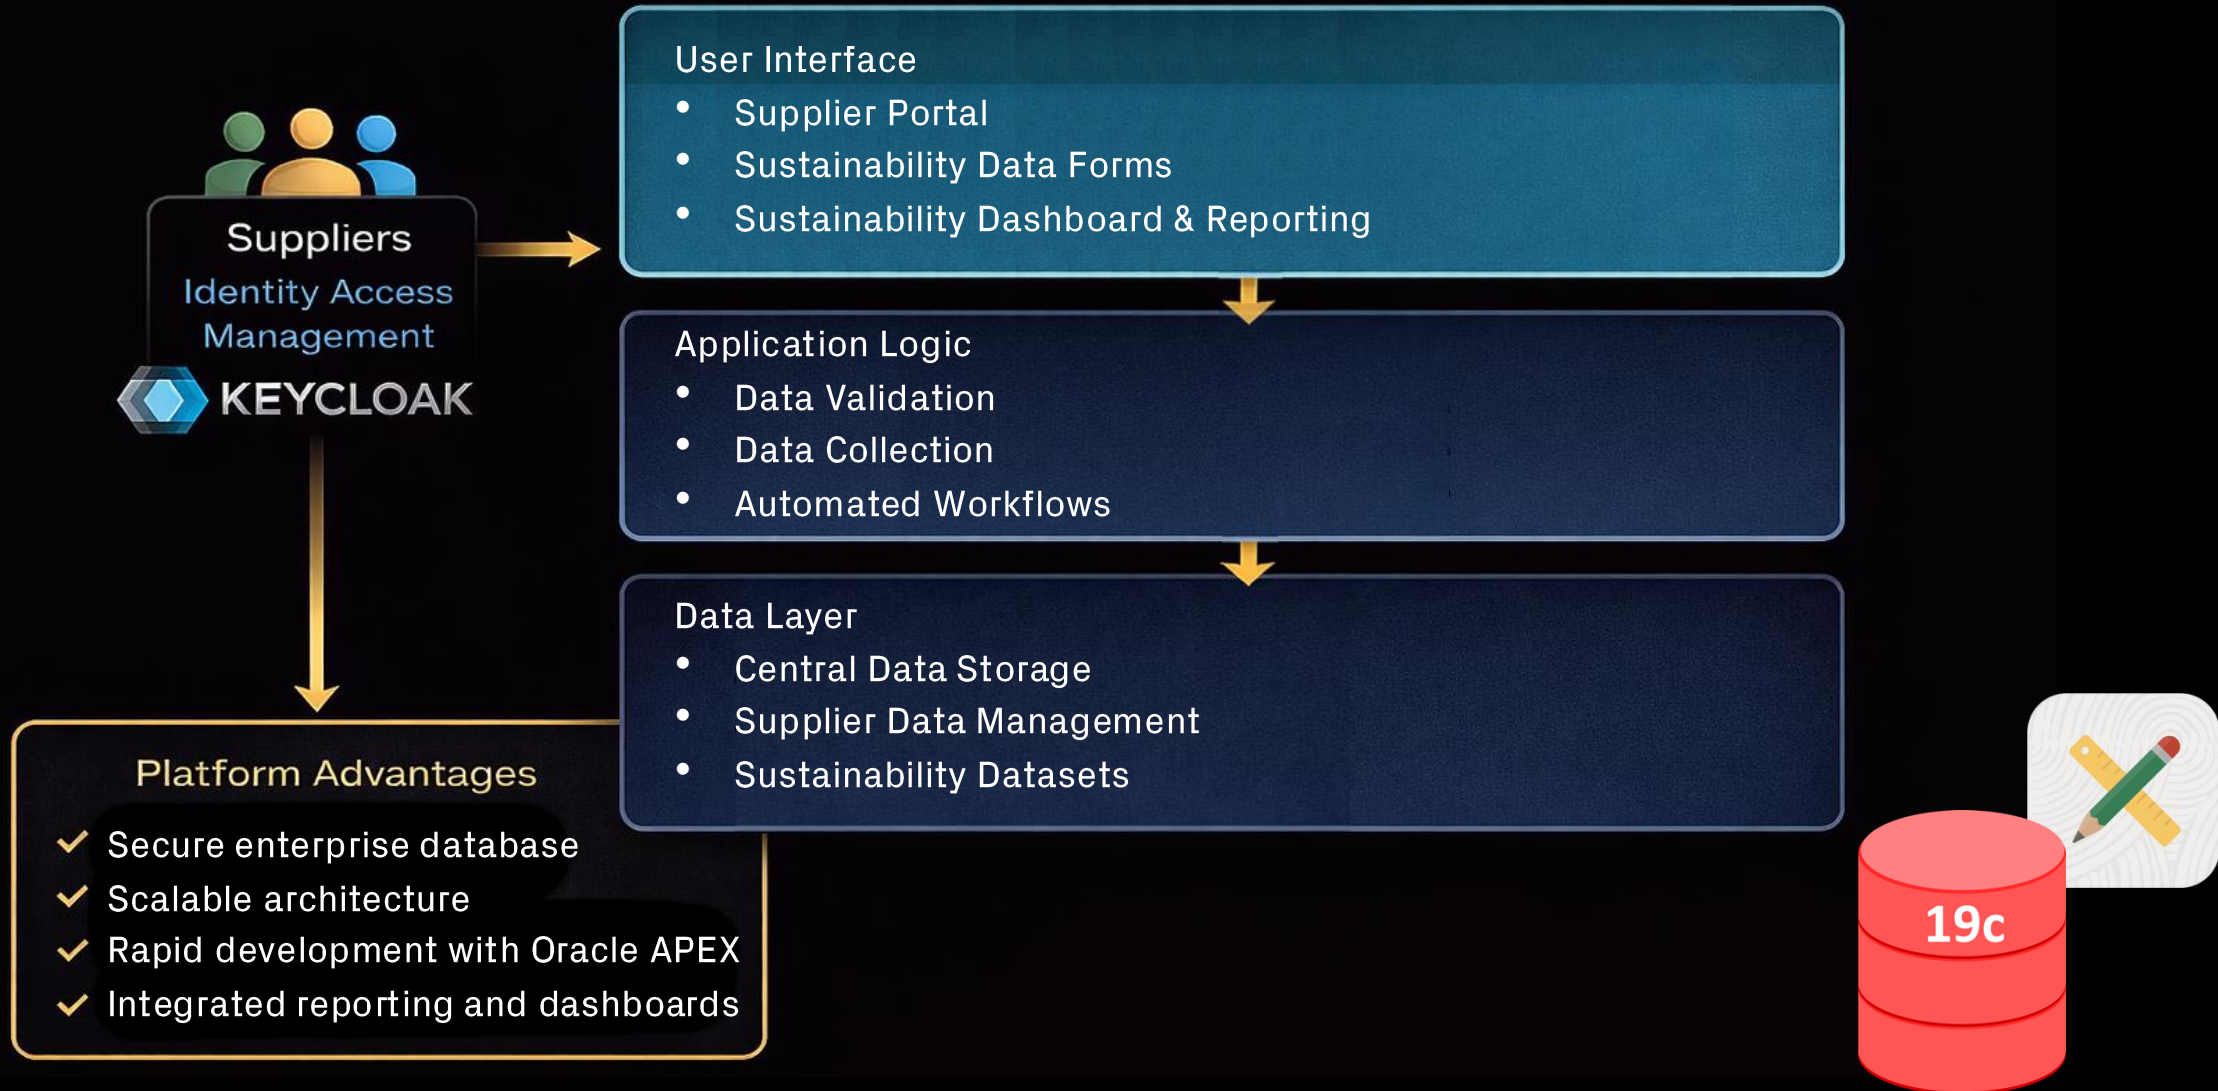 Suppliers
Identity Access
Management
KEYCLOAK
User Interface
• Supplier Portal
• Sustainability Data Forms
• Sustainability Dashboard & Reporting
Application Logic
• Data Validation
• Data Collection
• Automated Workflows
Data Layer
• Central Data Storage
• Supplier Data Management
• Sustainability Datasets
Platform Advantages
✓ Secure enterprise database
✓ Scalable architecture
✓ Rapid development with Oracle APEX
✓ Integrated reporting and dashboards
19c